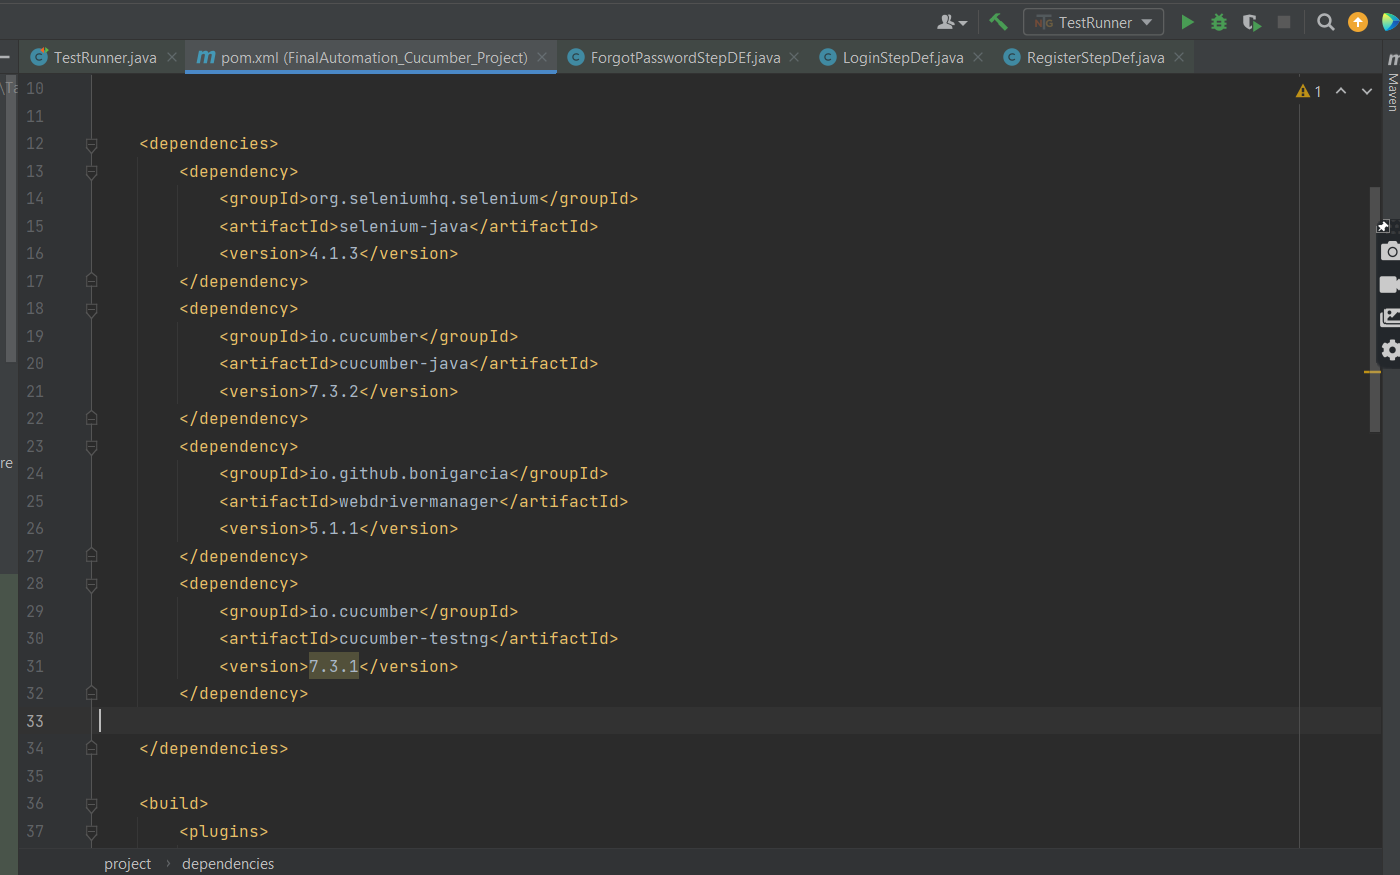 TestRunner
TestRunner.java
pom.xml (FinalAutomation_Cucumber_Project)
ForgotPasswordStepDEf.java
LoginStepDef.java
RegisterStepDef.java
1
Maven
\Ta
re
10
11
12 <dependencies>
13 <dependency>
14 <groupId>org.seleniumhq.selenium</groupId>
15 <artifactId>selenium-java</artifactId>
16 <version>4.1.3</version>
17 </dependency>
18 <dependency>
19 <groupId>io.cucumber</groupId>
20 <artifactId>cucumber-java</artifactId>
21 <version>7.3.2</version>
22 </dependency>
23 <dependency>
24 <groupId>io.github.bonigarcia</groupId>
25 <artifactId>webdrivermanager</artifactId>
26 <version>5.1.1</version>
27 </dependency>
28 <dependency>
29 <groupId>io.cucumber</groupId>
30 <artifactId>cucumber-testng</artifactId>
31 <version>7.3.1</version>
32 </dependency>
33
34 </dependencies>
35
36 <build>
37 <plugins>
project › dependencies